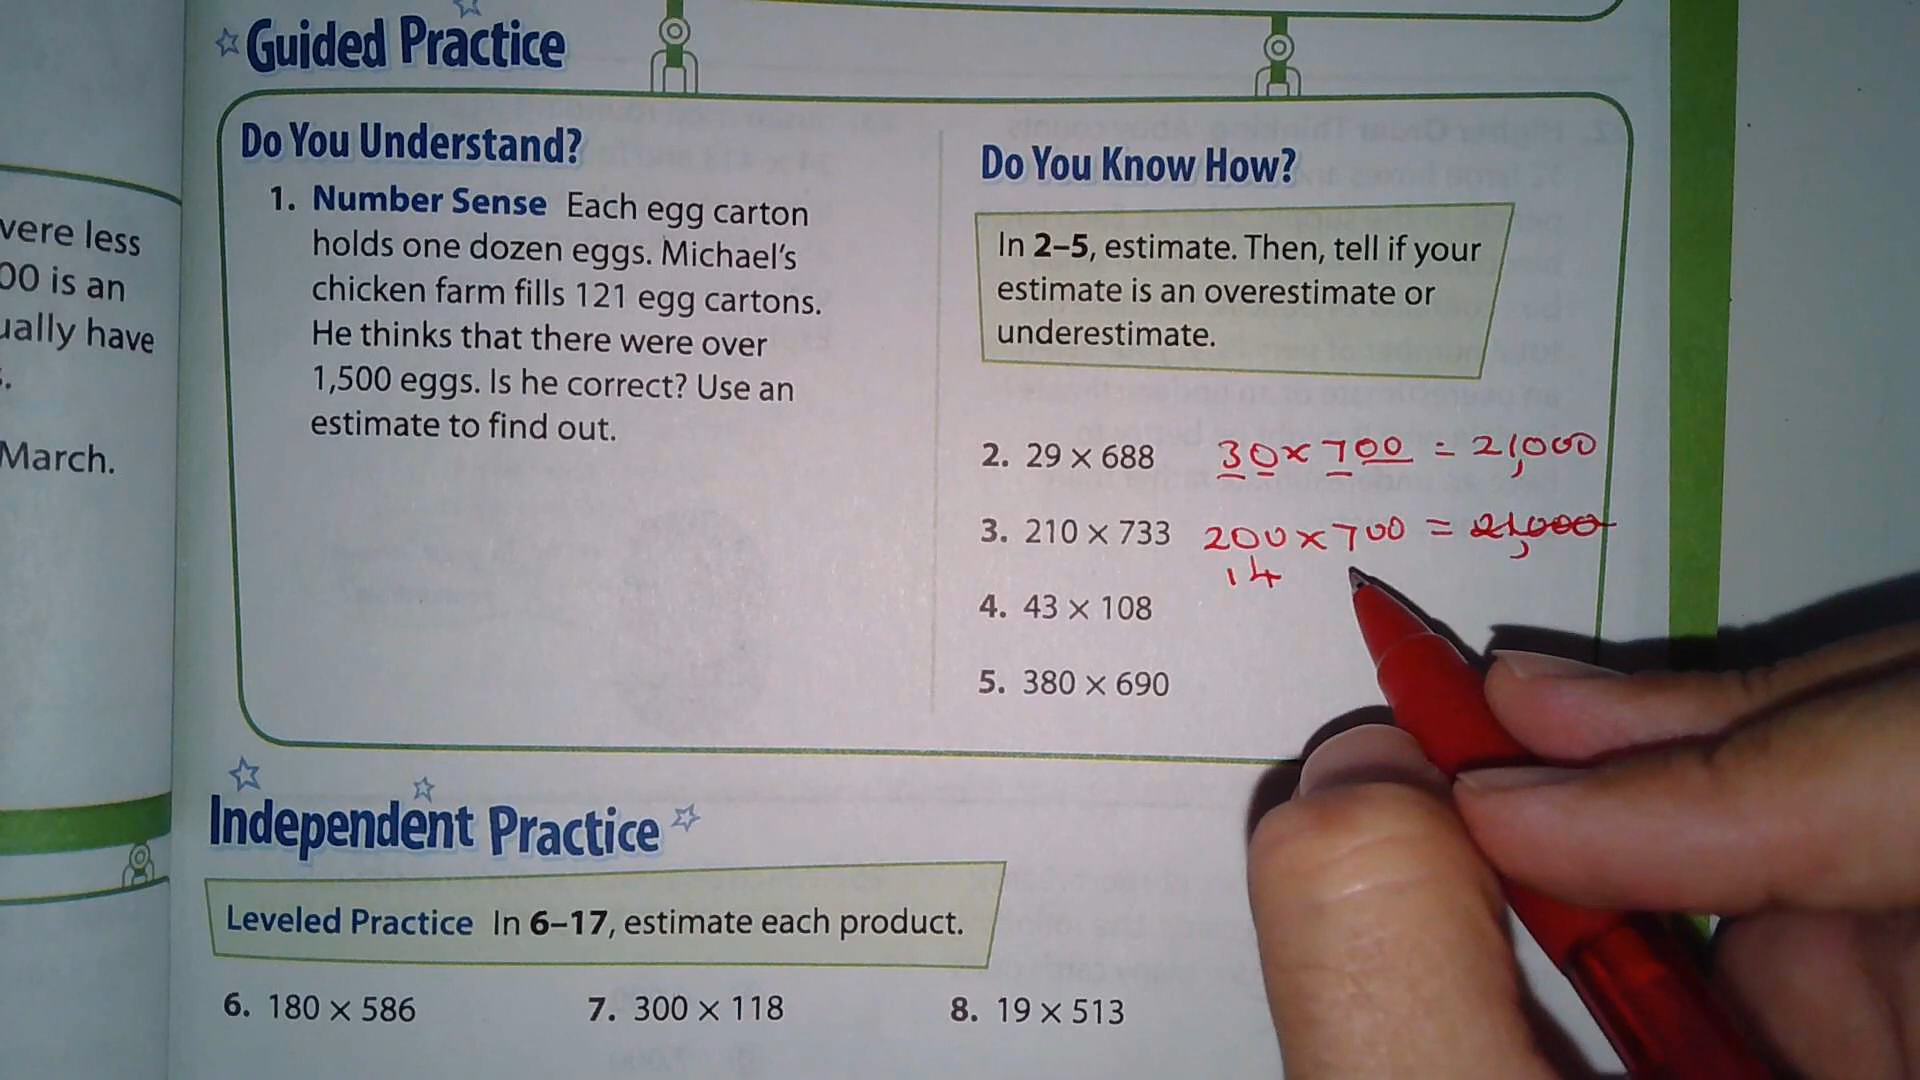 Guided Practice
vere less
00 is an
ually have
March.
Do You Understand?
1. Number Sense Each egg carton
holds one dozen eggs. Michael's
chicken farm fills 121 egg cartons.
He thinks that there were over
1,500 eggs. Is he correct? Use an
estimate to find out.
Do You Know How?
In 2–5, estimate. Then, tell if your
estimate is an overestimate or
underestimate.
2. 29 × 688 30 × 700 = 21,000
3. 210 × 733 200 × 700 = 21,000
14
4. 43 × 108
5. 380 × 690
Independent Practice
Leveled Practice In 6–17, estimate each product.
6. 180 × 586
7. 300 × 118
8. 19 × 513